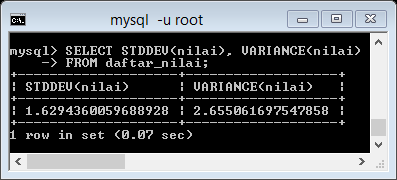 mysql -u root
mysql> SELECT STDDEV(nilai), VARIANCE(nilai)
-> FROM daftar_nilai;
+--------------------+-------------------+
| STDDEV(nilai) | VARIANCE(nilai) |
+--------------------+-------------------+
| 1.6294360059688928 | 2.655061697547858 |
+--------------------+-------------------+
1 row in set (0.07 sec)